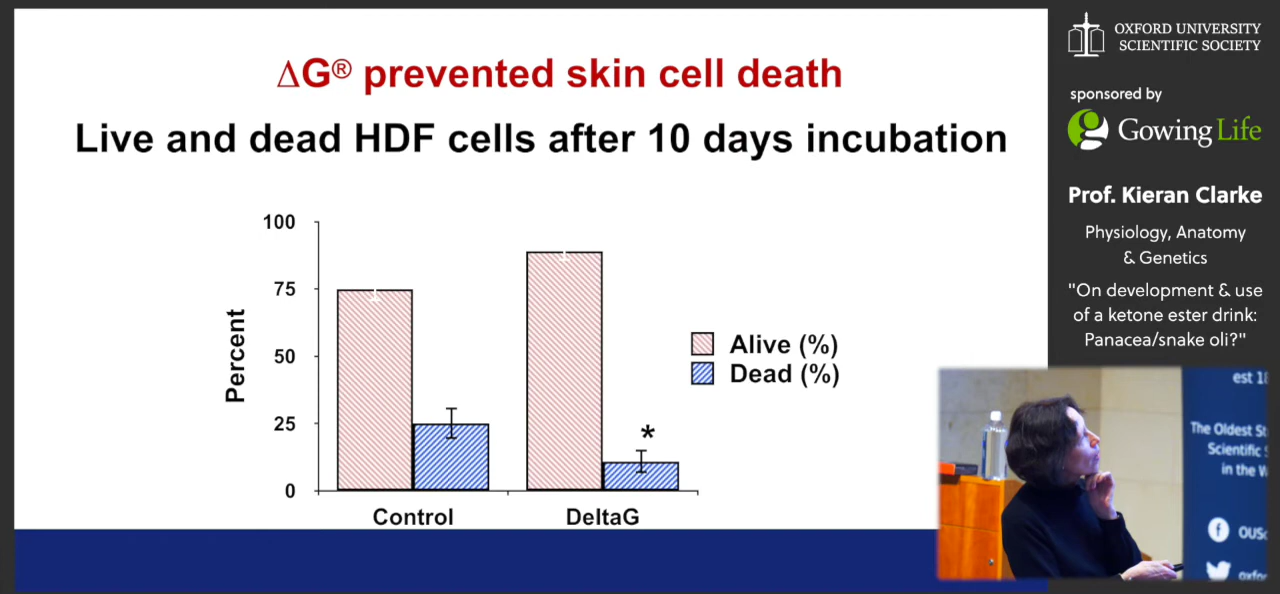 ΔG® prevented skin cell death
Live and dead HDF cells after 10 days incubation
Percent
100
75
50
25
0
Control
DeltaG
*
Alive (%)
Dead (%)
OXFORD UNIVERSITY
SCIENTIFIC SOCIETY
sponsored by
Gowing Life
Prof. Kieran Clarke
Physiology, Anatomy
& Genetics
"On development & use
of a ketone ester drink:
Panacea/snake oli?"
est 18
The Oldest
Scientific
in the